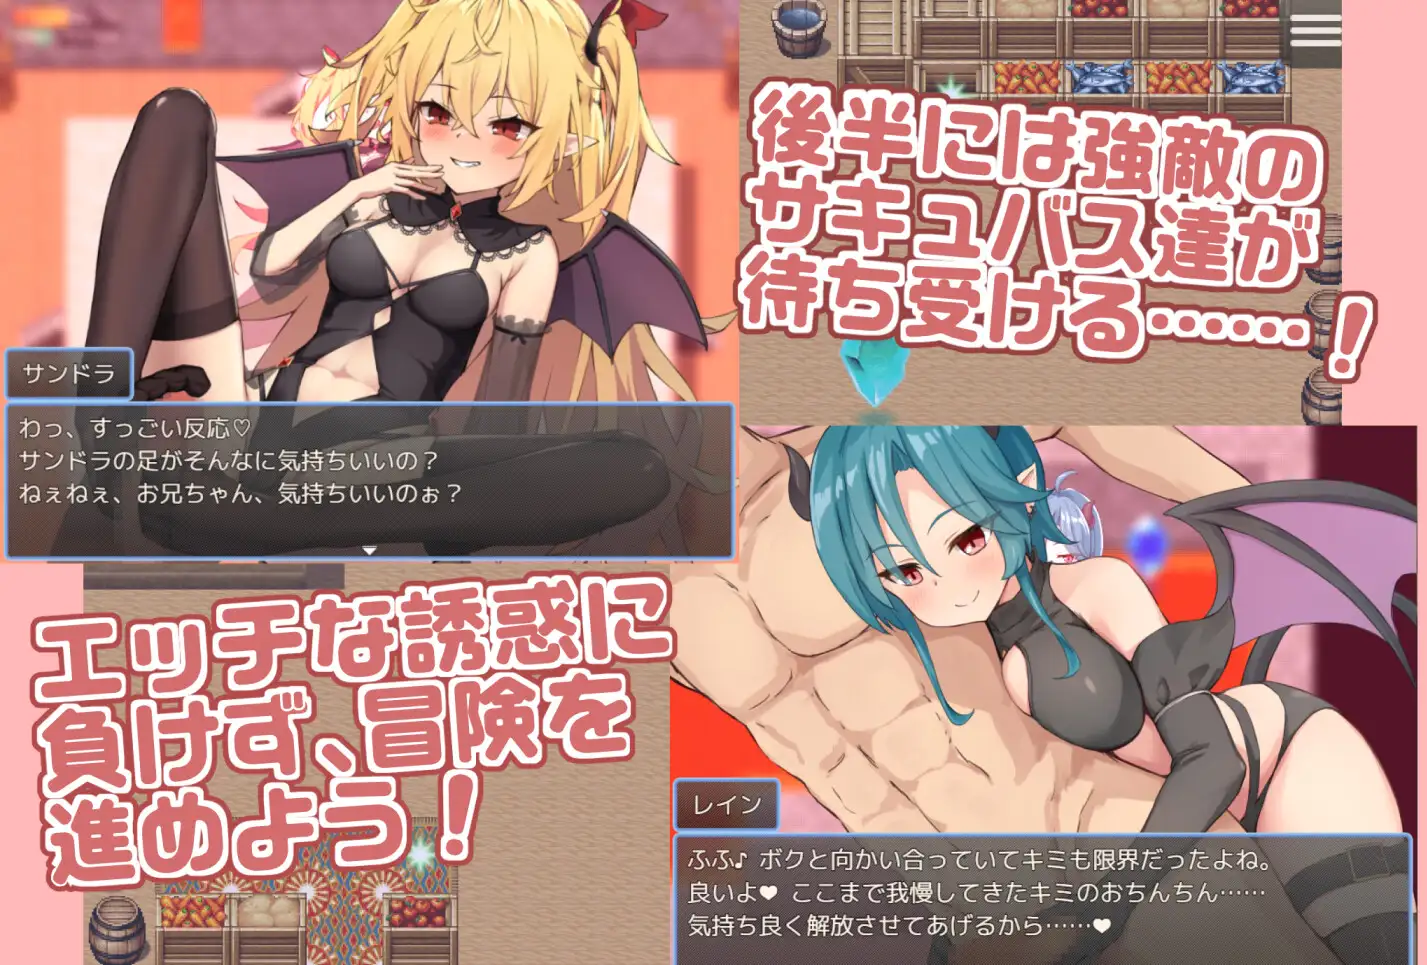 サンドラ
わっ、すっごい反応♡
サンドラの足がそんなに気持ちいいの？
ねぇねぇ、お兄ちゃん、気持ちいいのぉ？
後半には強敵の
サキュバス達が
待ち受ける……！
エッチな誘惑に
負けず、冒険を
進めよう！
レイン
ふふ♪ ボクと向かい合っていてキミも限界だったよね。
良いよ❤ ここまで我慢してきたキミのおちんちん……
気持ち良く解放させてあげるから……❤